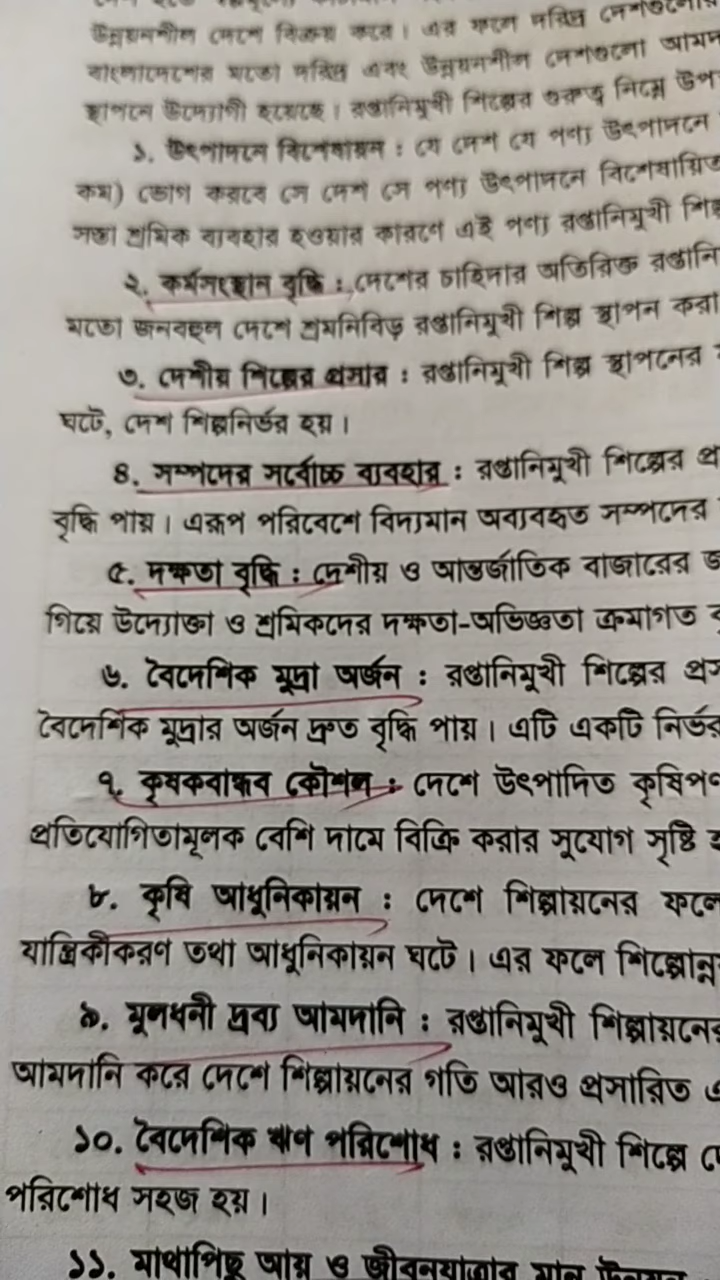 উন্নয়নশীল দেশে বিক্রয় করে। এর ফলে দরিদ্র দেশগুলোর
বাংলাদেশের মতো দরিদ্র এবং উন্নয়নশীল দেশগুলো
স্থাপনে উদ্যোগী হয়েছে। রপ্তানিমুখী শিল্পের গুরুত্ব নিম্নে
১. উৎপাদনে বিশেষায়ন : যে দেশ যে পণ্য উৎপাদনে
কম) ভোগ করবে সে দেশ সে পণ্য উৎপাদনে বিশেষায়িত
সস্তা শ্রমিক ব্যবহার হওয়ার কারণে এই পণ্য রপ্তানিমুখী
২. কর্মসংস্থান বৃদ্ধি : দেশের চাহিদার অতিরিক্ত রপ্তানি
মতো জনবহুল দেশে শ্রমনিবিড় রপ্তানিমুখী শিল্প স্থাপন করা
৩. দেশীয় শিল্পের প্রসার : রপ্তানিমুখী শিল্প স্থাপনের
ঘটে, দেশ শিল্পনির্ভর হয়।
৪. সম্পদের সর্বোচ্চ ব্যবহার : রপ্তানিমুখী শিল্পের প্র
বৃদ্ধি পায়। এরূপ পরিবেশে বিদ্যমান অব্যবহৃত সম্পদের
৫. দক্ষতা বৃদ্ধি : দেশীয় ও আন্তর্জাতিক বাজারের
গিয়ে উদ্যোক্তা ও শ্রমিকদের দক্ষতা-অভিজ্ঞতা ক্রমাগত
৬. বৈদেশিক মুদ্রা অর্জন : রপ্তানিমুখী শিল্পের প্রস
বৈদেশিক মুদ্রার অর্জন দ্রুত বৃদ্ধি পায়। এটি একটি নির্ভর
৭. কৃষকবান্ধব কৌশল : দেশে উৎপাদিত কৃষিপণ
প্রতিযোগিতামূলক বেশি দামে বিক্রি করার সুযোগ সৃষ্টি
৮. কৃষি আধুনিকায়ন : দেশে শিল্পায়নের ফলে
যান্ত্রিকীকরণ তথা আধুনিকায়ন ঘটে। এর ফলে শিল্পোন্ন
৯. মূলধনী দ্রব্য আমদানি : রপ্তানিমুখী শিল্পায়নের
আমদানি করে দেশে শিল্পায়নের গতি আরও প্রসারিত
১০. বৈদেশিক ঋণ পরিশোধ : রপ্তানিমুখী শিল্পে
পরিশোধ সহজ হয়।
১১. মাথাপিছু আয় ও জীবনযাত্রার মান উন্নয়ন